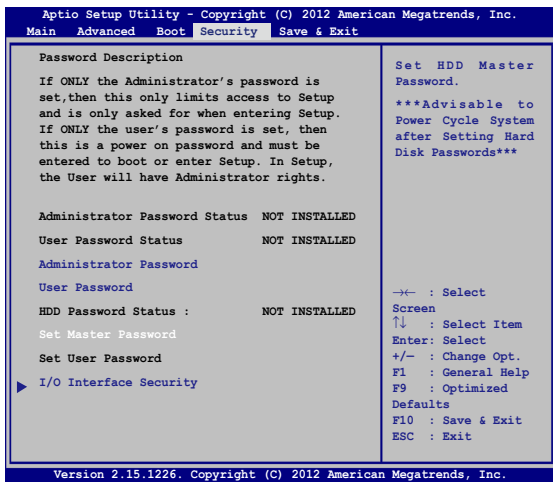 Aptio Setup Utility - Copyright (C) 2012 American Megatrends, Inc.
Main Advanced Boot Security Save & Exit
Password Description
If ONLY the Administrator's password is
set,then this only limits access to Setup
and is only asked for when entering Setup.
If ONLY the user's password is set, then
this is a power on password and must be
entered to boot or enter Setup. In Setup,
the User will have Administrator rights.
Administrator Password Status NOT INSTALLED
User Password Status NOT INSTALLED
Administrator Password
User Password
HDD Password Status : NOT INSTALLED
Set Master Password
Set User Password
I/O Interface Security
Set HDD Master
Password.
***Advisable to
Power Cycle System
after Setting Hard
Disk Passwords***
→← : Select
Screen
↑↓ : Select Item
Enter: Select
+/— : Change Opt.
F1 : General Help
F9 : Optimized
Defaults
F10 : Save & Exit
ESC : Exit
Version 2.15.1226. Copyright (C) 2012 American Megatrends, Inc.